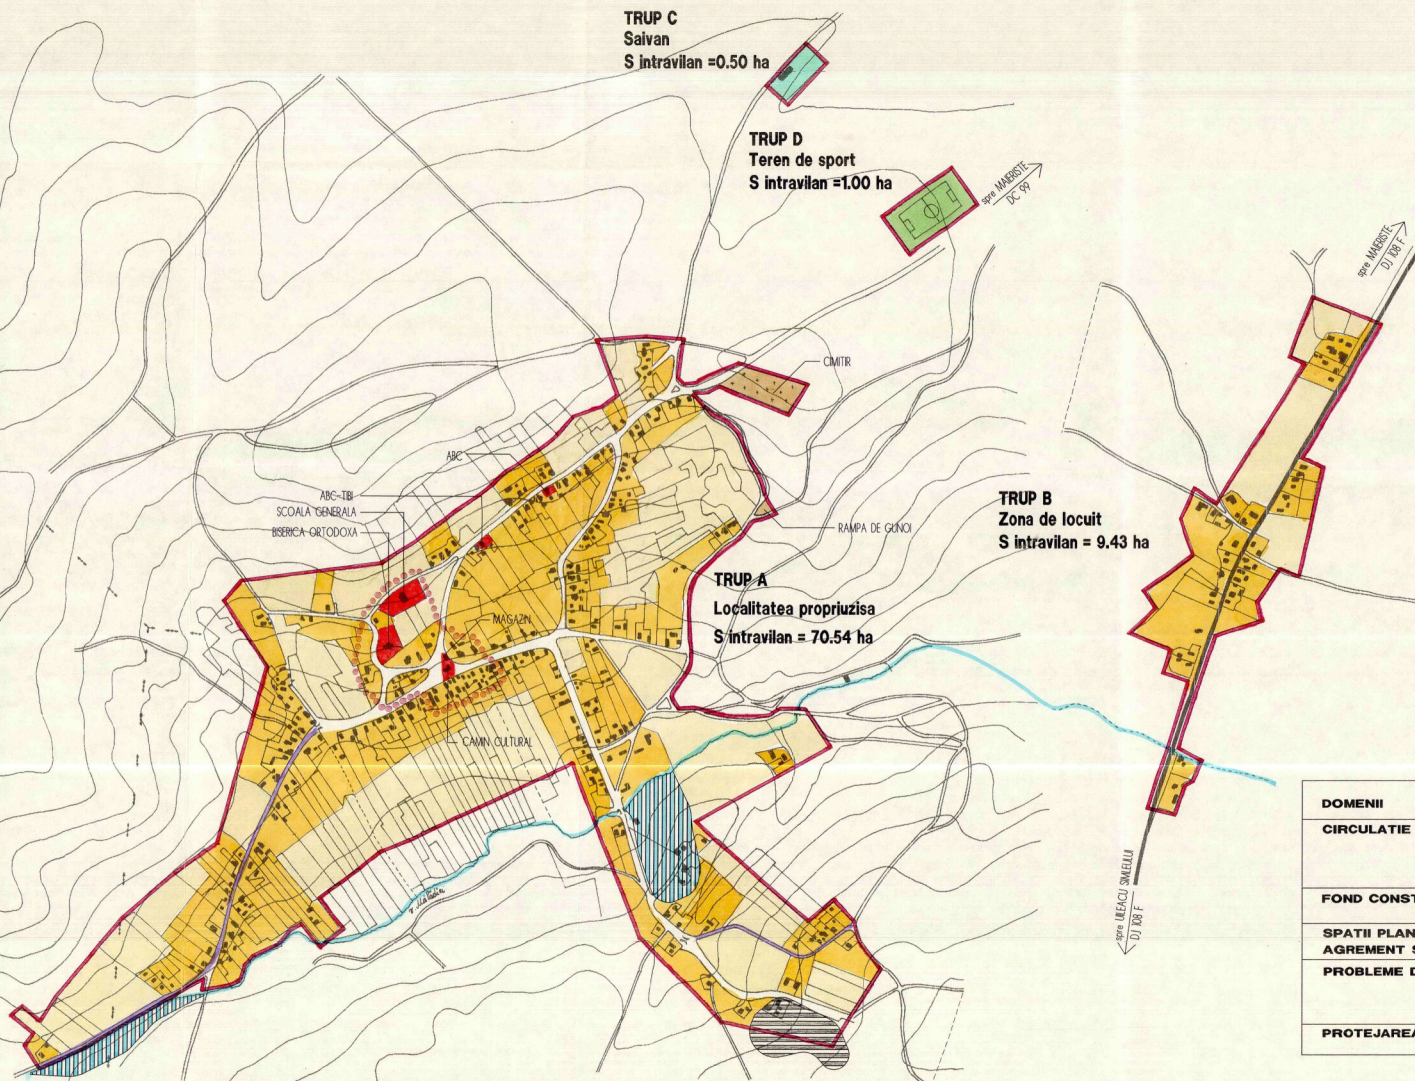 TRUP C
Saivan
S intravilan =0.50 ha
TRUP D
Teren de sport
S intravilan =1.00 ha
spre MAIERISTE
DC 99
spre MAIERISTE
DJ 108 F
CIMITIR
ABC
ABC-TIBI
SCOALA GENERALA
BISERICA ORTODOXA
RAMPA DE GUNOI
TRUP B
Zona de locuit
S intravilan = 9.43 ha
TRUP A
Localitatea propriuzisa
S intravilan = 70.54 ha
MAGAZIN
CAMIN CULTURAL
spre UILEACU SIMLEULUI
DJ 108 F
DOMENII
CIRCULATIE
FOND CONST
SPATII PLAN
AGREMENT S
PROBLEME D
PROTEJAREA